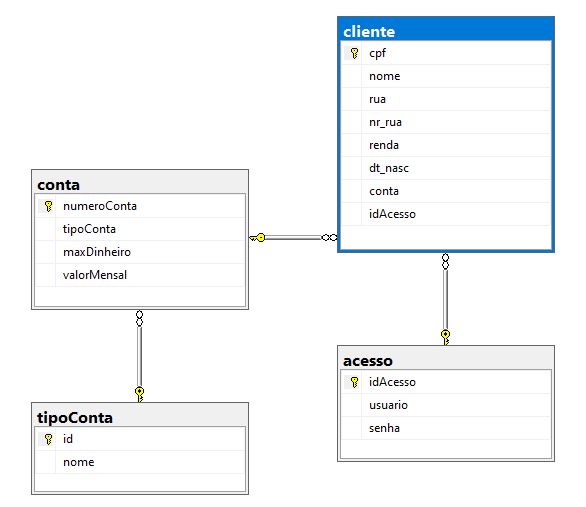 cliente
cpf
nome
rua
nr_rua
renda
dt_nasc
conta
idAcesso
conta
numeroConta
tipoConta
maxDinheiro
valorMensal
acesso
idAcesso
usuario
senha
tipoConta
id
nome